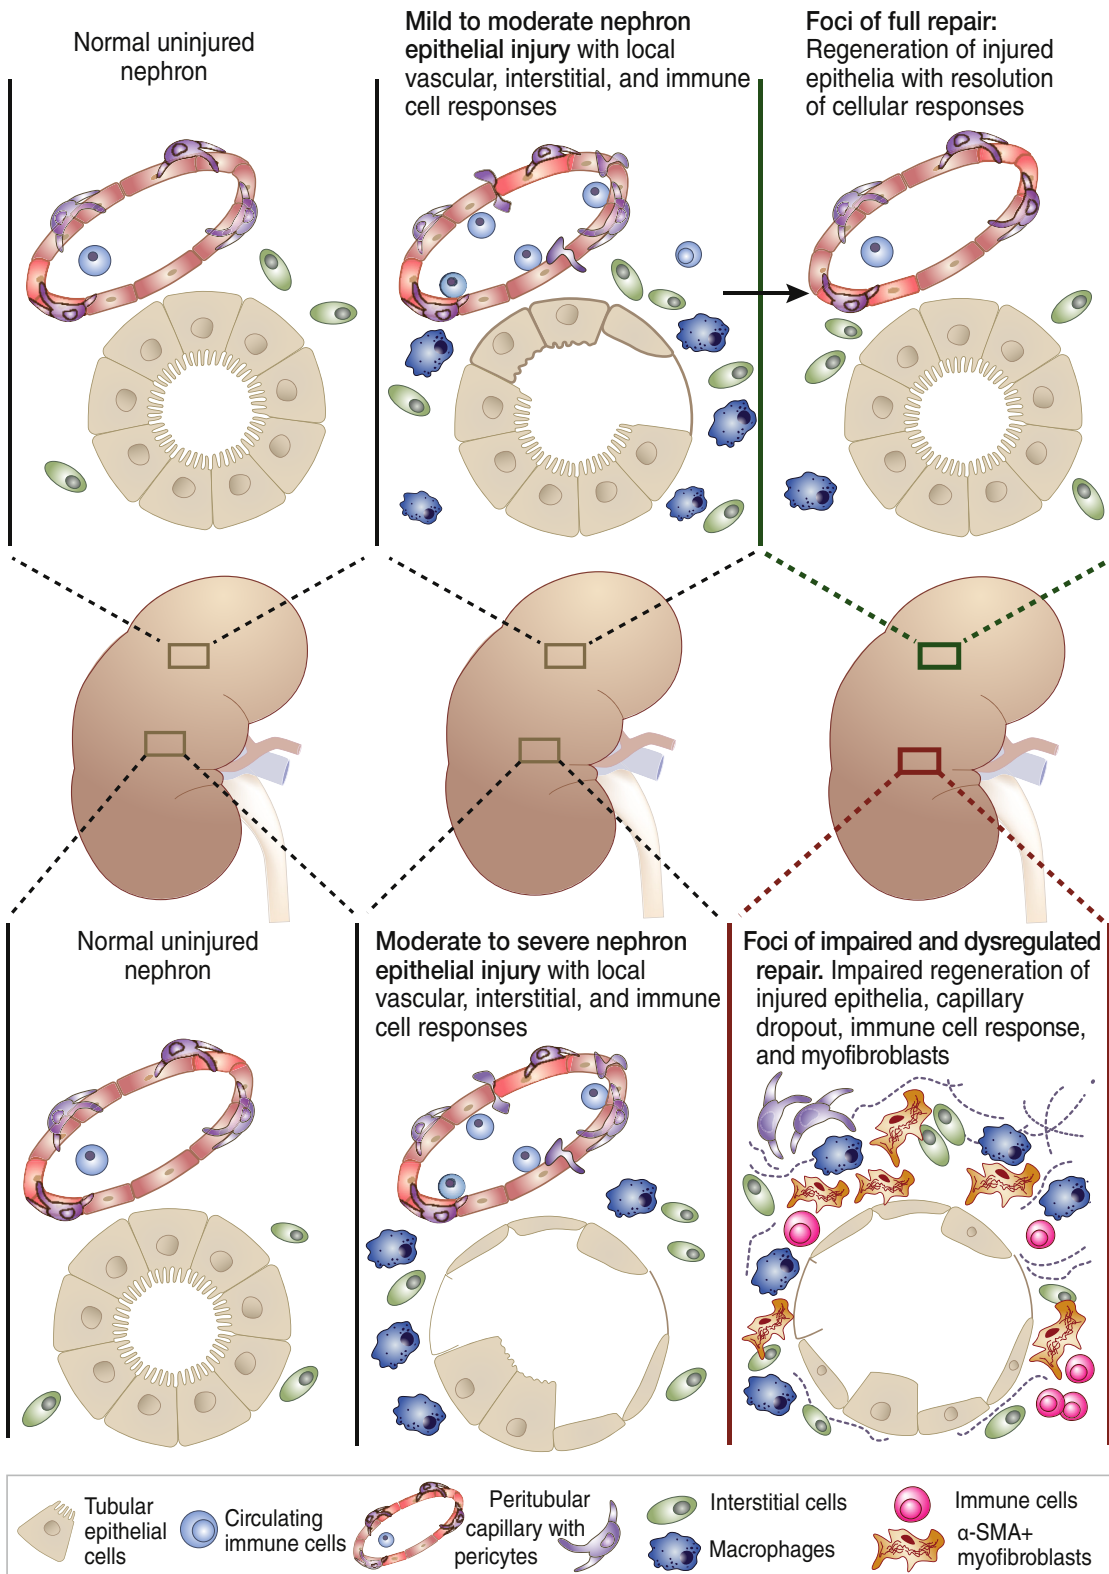 Normal uninjured
nephron
Mild to moderate nephron
epithelial injury with local
vascular, interstitial, and immune
cell responses
Foci of full repair:
Regeneration of injured
epithelia with resolution
of cellular responses
Normal uninjured
nephron
Moderate to severe nephron
epithelial injury with local
vascular, interstitial, and immune
cell responses
Foci of impaired and dysregulated
repair. Impaired regeneration of
injured epithelia, capillary
dropout, immune cell response,
and myofibroblasts
Tubular
epithelial
cells
Circulating
immune cells
Peritubular
capillary with
pericytes
Interstitial cells
Macrophages
Immune cells
α-SMA+
myofibroblasts